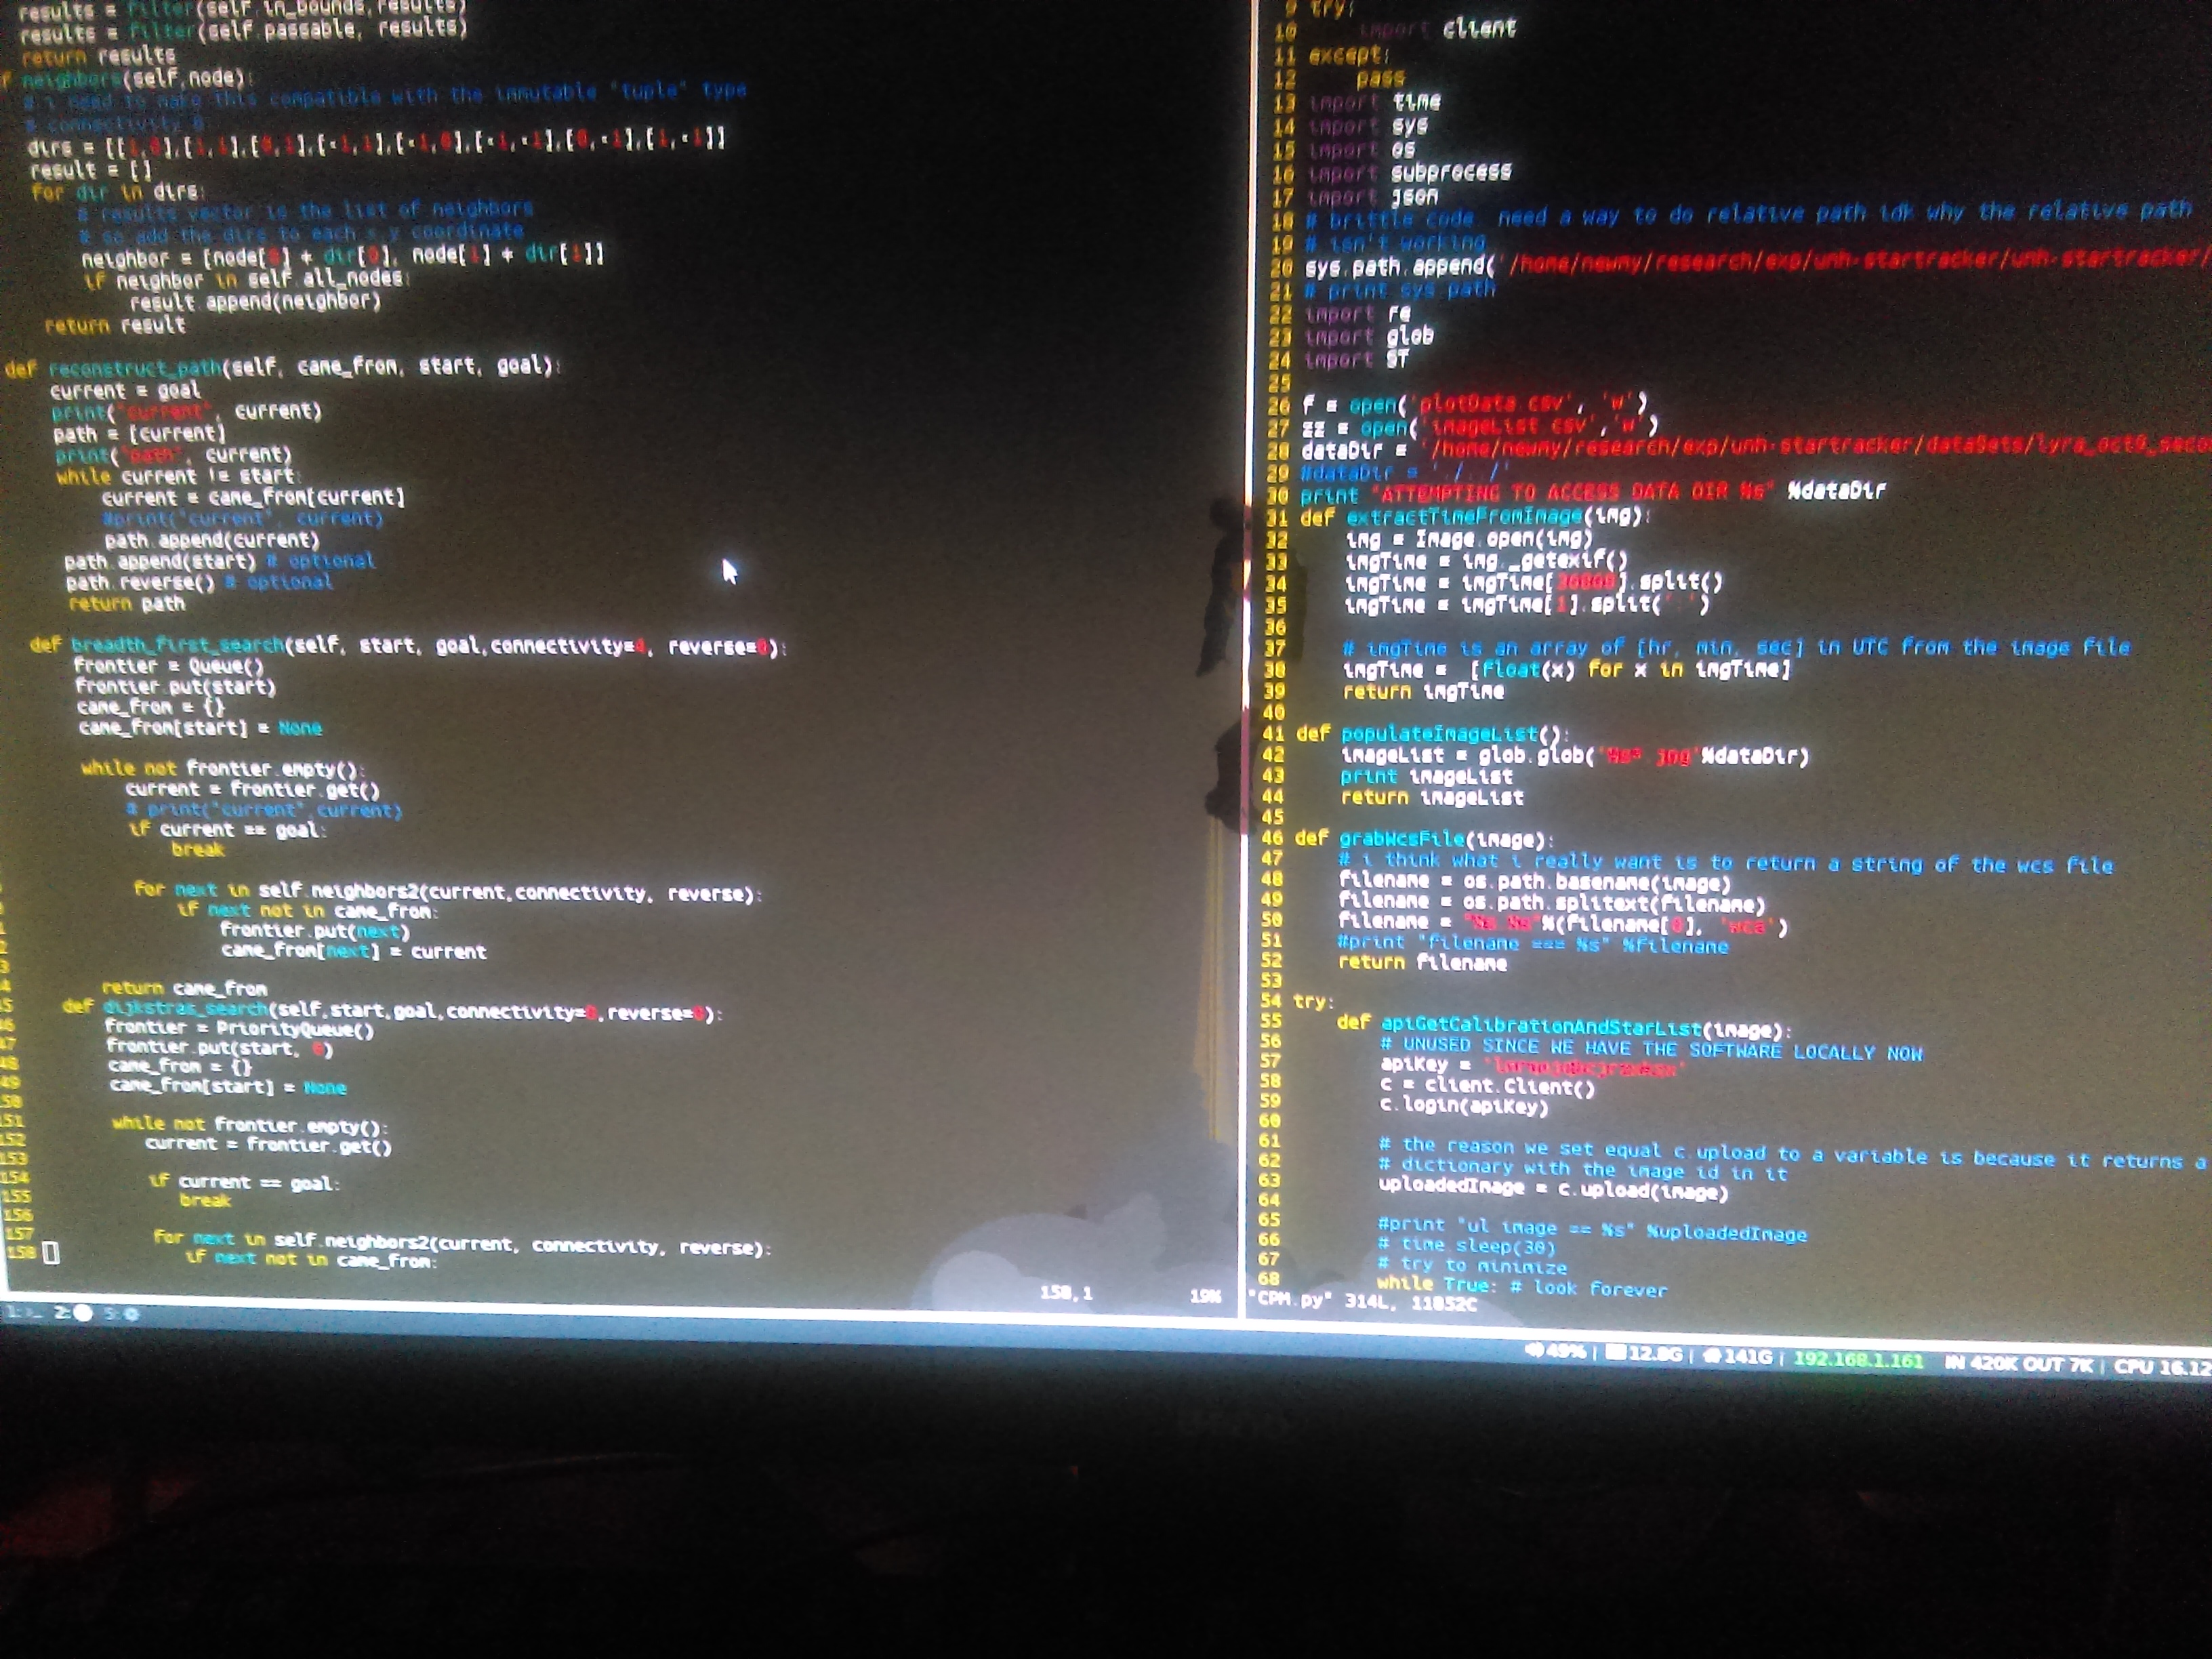 results = filter(self.in_bounds,results)
results = filter(self.passable, results)
return results
f neighbors(self,node):
# i need to make this compatible with the immutable "tuple" type
# connectivity 8
dirs = [[1,0],[1,1],[0,1],[-1,1],[-1,0],[-1,-1],[0,-1],[1,-1]]
result = []
for dir in dirs:
# results vector is the list of neighbors
# so add the dirs to each x,y coordinate
neighbor = [node[0] + dir[0], node[1] + dir[1]]
if neighbor in self.all_nodes:
result.append(neighbor)
return result
def reconstruct_path(self, came_from, start, goal):
current = goal
print("current", current)
path = [current]
print("path", current)
while current != start:
current = came_from[current]
#print("current", current)
path.append(current)
path.append(start) # optional
path.reverse() # optional
return path
def breadth_first_search(self, start, goal,connectivity=4, reverse=0):
frontier = Queue()
frontier.put(start)
came_from = {}
came_from[start] = None
while not frontier.empty():
current = frontier.get()
# print("current",current)
if current == goal:
break
for next in self.neighbors2(current,connectivity, reverse):
if next not in came_from:
frontier.put(next)
came_from[next] = current
return came_from
def dijkstras_search(self,start,goal,connectivity= ,reverse=0):
frontier = PriorityQueue()
frontier.put(start, 0)
came_from = {}
came_from[start] = None
150
151 while not frontier.empty():
152 current = frontier.get()
153
154 if current == goal:
155 break
156
157 for next in self.neighbors2(current, connectivity, reverse):
158 if next not in came_from:
158,1 19%
9 try:
10 import client
11 except:
12 pass
13 import time
14 import sys
15 import os
16 import subprocess
17 import json
18 # brittle code need a way to do relative path idk why the relative path
19 # isn't working
20 sys.path.append('/home/newmy/research/exp/unh-startracker/unh-startracker/
21 # print sys.path
22 import re
23 import glob
24 import ST
25
26 f = open('plotData.csv', 'w')
27 zz = open('imageList.csv','w')
28 dataDir = '/home/newmy/research/exp/unh-startracker/dataSets/lyra_oct9_seco
29 #dataDir = './../'
30 print "ATTEMPTING TO ACCESS DATA DIR %s" %dataDir
31 def extractTimeFromImage(img):
32 img = Image.open(img)
33 imgTime = img._getexif()
34 imgTime = imgTime[36868].split()
35 imgTime = imgTime[1].split(':')
36
37 # imgTime is an array of [hr, min, sec] in UTC from the image file
38 imgTime = [float(x) for x in imgTime]
39 return imgTime
40
41 def populateImageList():
42 imageList = glob.glob('%s*.jpg'%dataDir)
43 print imageList
44 return imageList
45
46 def grabWcsFile(image):
47 # i think what i really want is to return a string of the wcs file
48 filename = os.path.basename(image)
49 filename = os.path.splitext(filename)
50 filename = "%s.%s"%(filename[0], 'wcs')
51 #print "filename === %s" %filename
52 return filename
53
54 try:
55 def apiGetCalibrationAndStarList(image):
56 # UNUSED SINCE WE HAVE THE SOFTWARE LOCALLY NOW
57 apiKey =
58 c = client.Client()
59 c.login(apiKey)
60
61 # the reason we set equal c.upload to a variable is because it returns a
62 # dictionary with the image id in it
63 uploadedImage = c.upload(image)
64
65 #print "ul image == %s" %uploadedImage
66 # time.sleep(30)
67 # try to minimize
68 while True: # look forever
"CPM.py" 314L, 11052C
1: 2: 5:
49% | 12.8G | 141G | 192.168.1.161 IN 420K OUT 7K | CPU 16.12